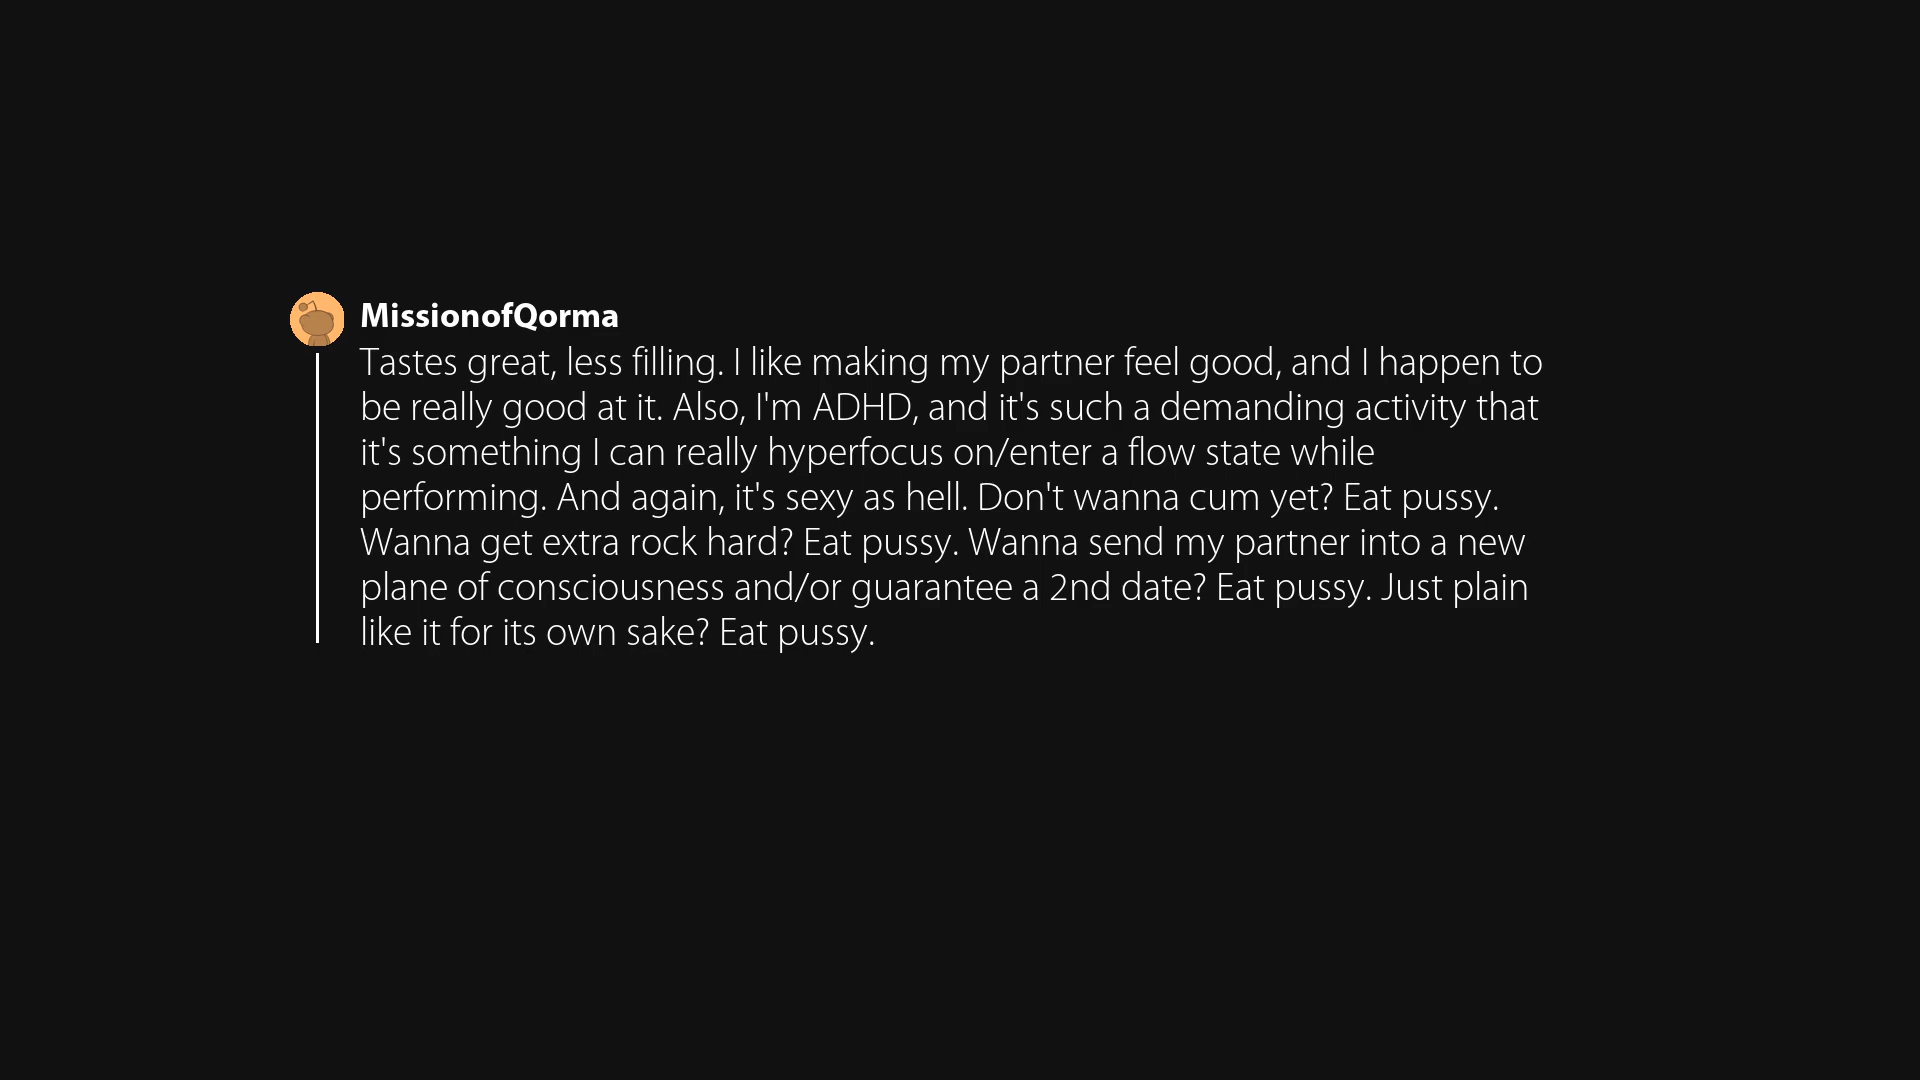 MissionofQorma
Tastes great, less filling. I like making my partner feel good, and I happen to
be really good at it. Also, I'm ADHD, and it's such a demanding activity that
it's something I can really hyperfocus on/enter a flow state while
performing. And again, it's sexy as hell. Don't wanna cum yet? Eat pussy.
Wanna get extra rock hard? Eat pussy. Wanna send my partner into a new
plane of consciousness and/or guarantee a 2nd date? Eat pussy. Just plain
like it for its own sake? Eat pussy.